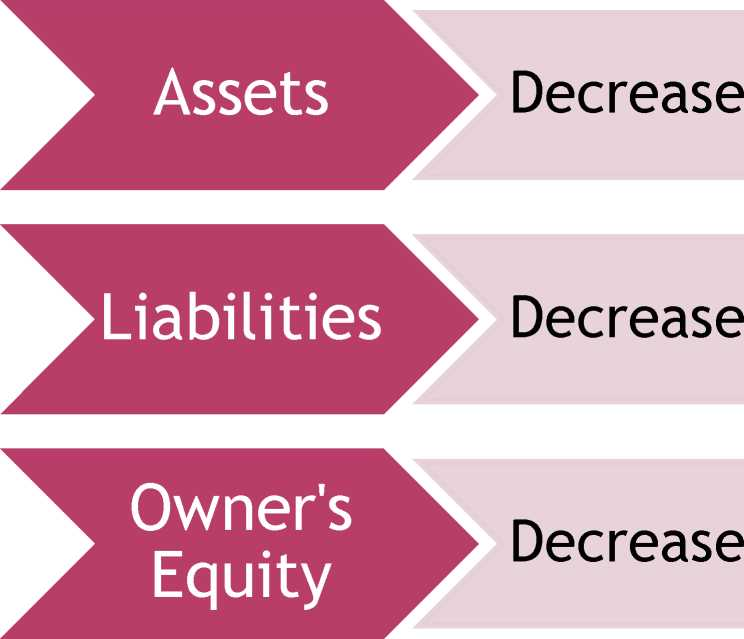 Assets Decrease
Liabilities Decrease
Owner's
Equity Decrease